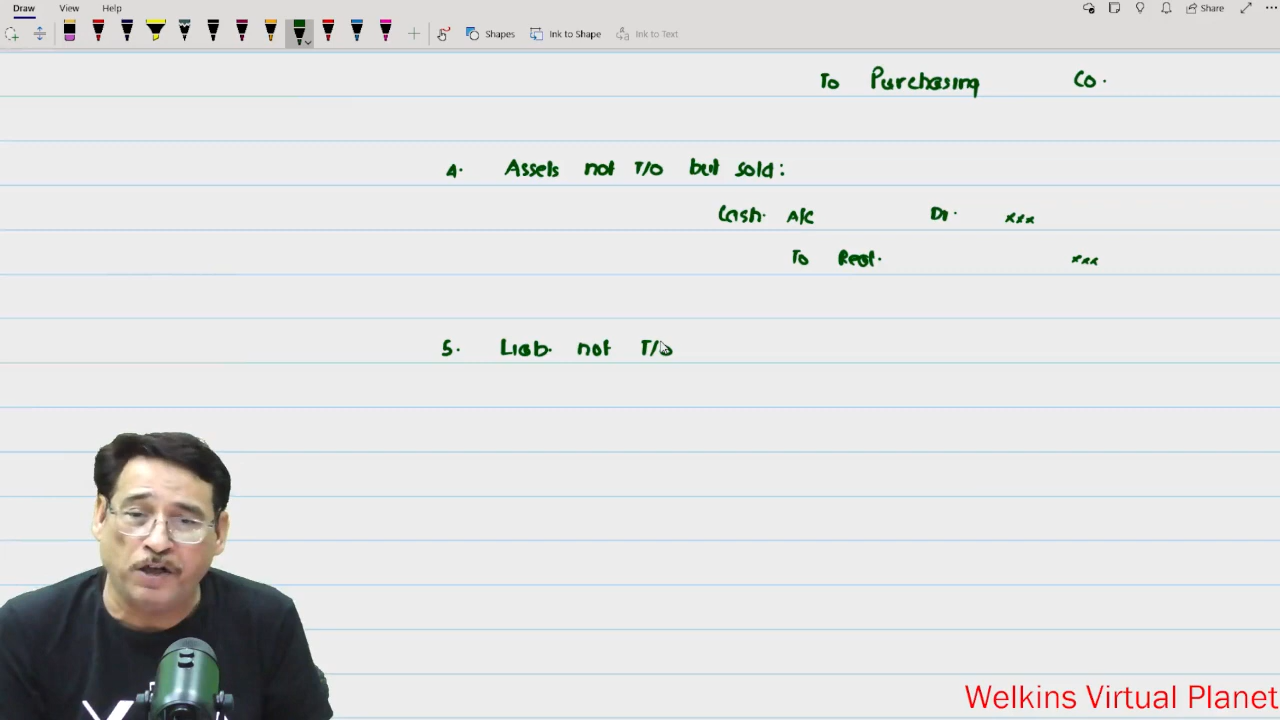 Draw View Help
Shapes Ink to Shape Ink to Text Share
To Purchasing Co.
4. Assets not T/O but sold:
Cash. A/C Dr. xxx
To Real. xxx
5. Liab. not T/O
Welkins Virtual Planet